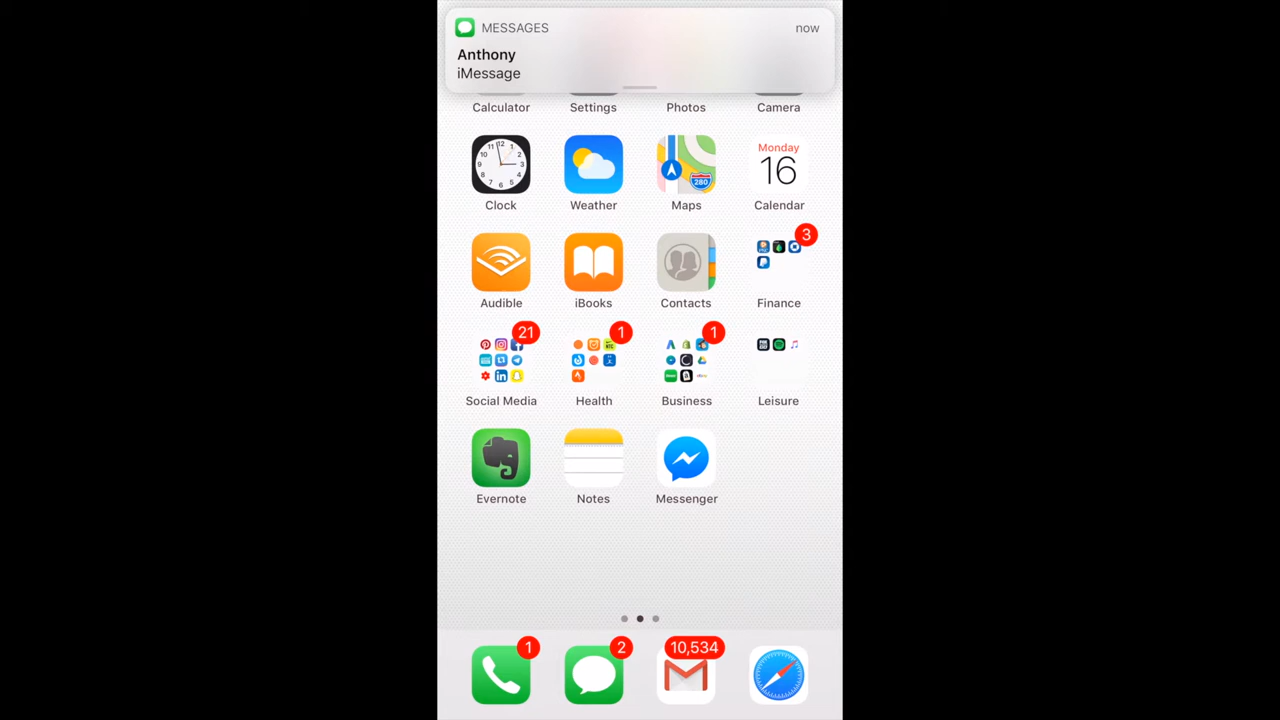 MESSAGES now
Anthony
iMessage
Calculator Settings Photos Camera
Monday
16
Clock Weather Maps Calendar
280
3
Audible iBooks Contacts Finance
21 1 1
Social Media Health Business Leisure
Evernote Notes Messenger
1 2 10,534